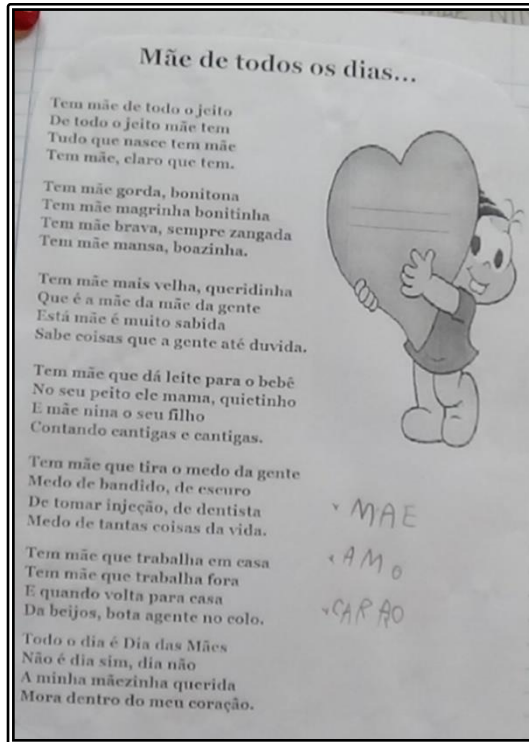 Mãe de todos os dias...
Tem mãe de todo o jeito
De todo o jeito mãe tem
Tudo que nasce tem mãe
Tem mãe, claro que tem.
Tem mãe gorda, bonitona
Tem mãe magrinha bonitinha
Tem mãe brava, sempre zangada
Tem mãe mansa, boazinha.
Tem mãe mais velha, queridinha
Que é a mãe da mãe da gente
Está mãe é muito sabida
Sabe coisas que a gente até duvida.
Tem mãe que dá leite para o bebê
No seu peito ele mama, quietinho
E mãe nina o seu filho
Contando cantigas e cantigas.
Tem mãe que tira o medo da gente
Medo de bandido, de escuro
De tomar injeção, de dentista
Medo de tantas coisas da vida.
Tem mãe que trabalha em casa
Tem mãe que trabalha fora
E quando volta para casa
Da beijos, bota agente no colo.
Todo o dia é Dia das Mães
Não é dia sim, dia não
A minha mãezinha querida
Mora dentro do meu coração.
MAE
AMO
CARAO